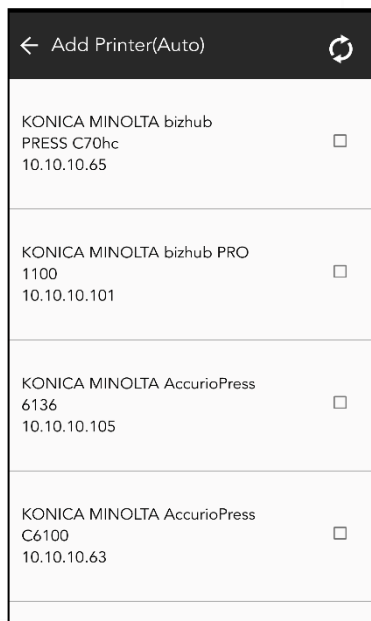 Add Printer(Auto)
KONICA MINOLTA bizhub
PRESS C70hc
10.10.10.65
KONICA MINOLTA bizhub PRO
1100
10.10.10.101
KONICA MINOLTA AccurioPress
6136
10.10.10.105
KONICA MINOLTA AccurioPress
C6100
10.10.10.63